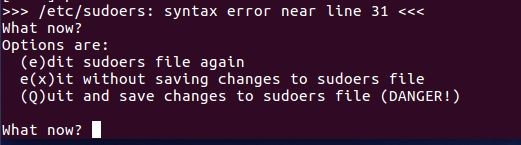 >>> /etc/sudoers: syntax error near line 31 <<<
What now?
Options are:
  (e)dit sudoers file again
  e(x)it without saving changes to sudoers file
  (Q)uit and save changes to sudoers file (DANGER!)

What now?